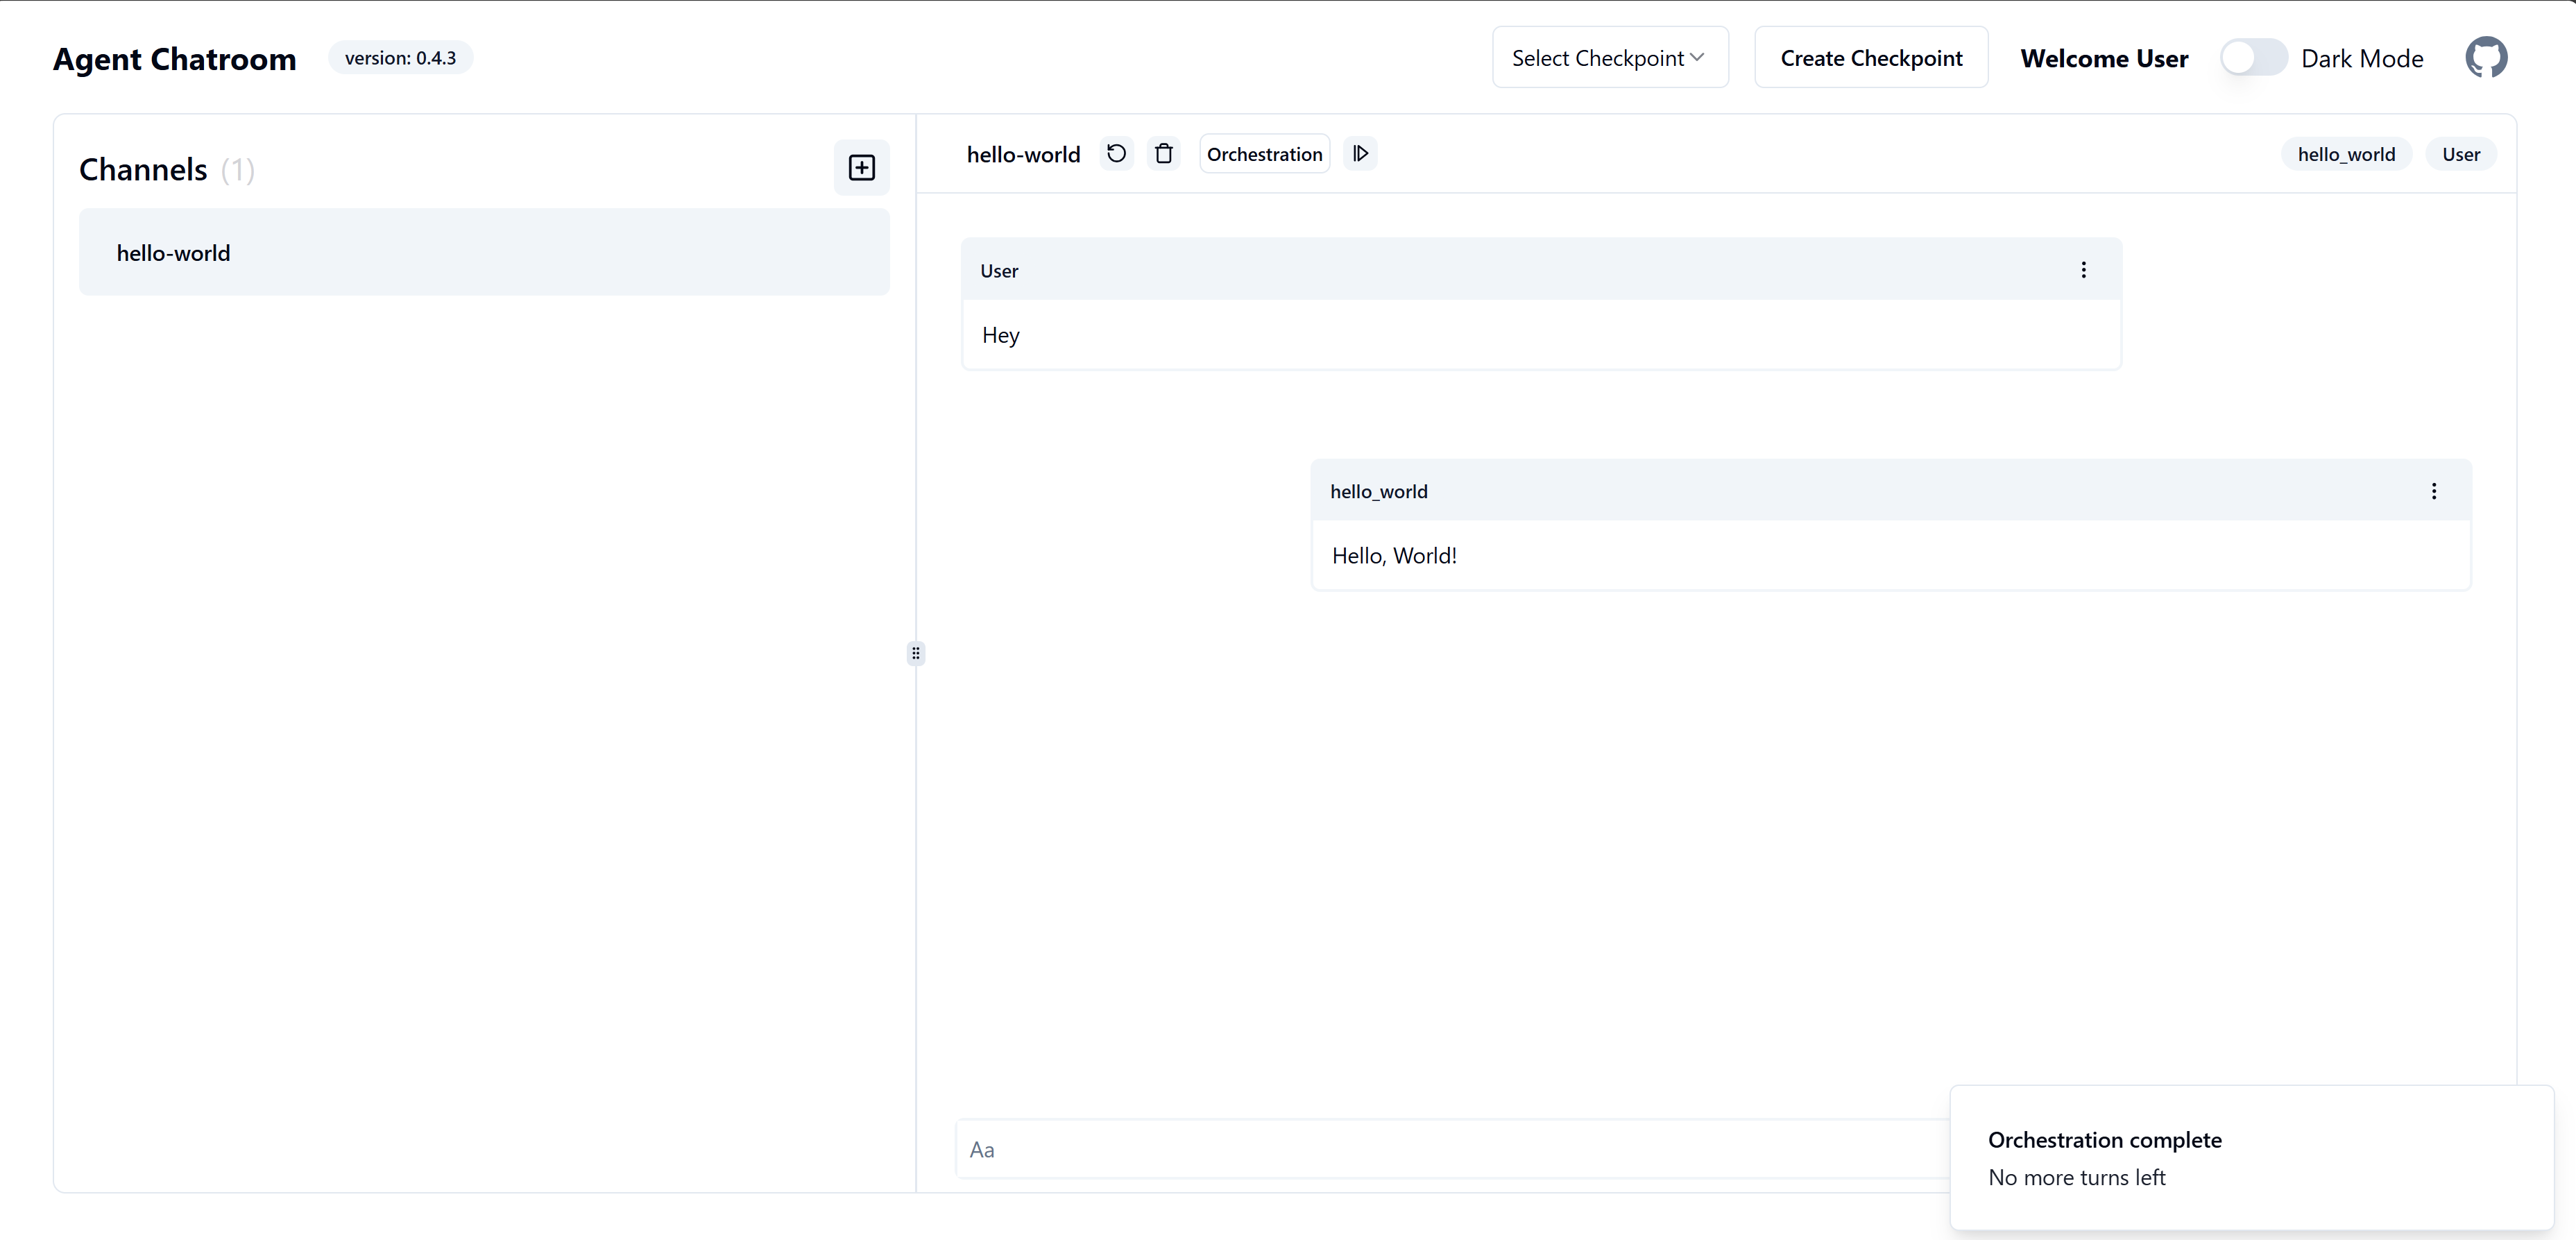 Agent Chatroom version: 0.4.3 Select Checkpoint Create Checkpoint Welcome User Dark Mode
Channels (1)
hello-world
hello-world Orchestration hello_world User
User
Hey
hello_world
Hello, World!
Aa
Orchestration complete
No more turns left